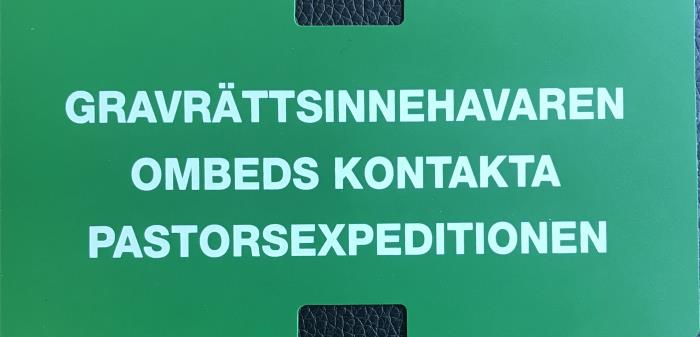 GRAVRÄTTSINNEHAVAREN
OMBEDS KONTAKTA
PASTORSEXPEDITIONEN